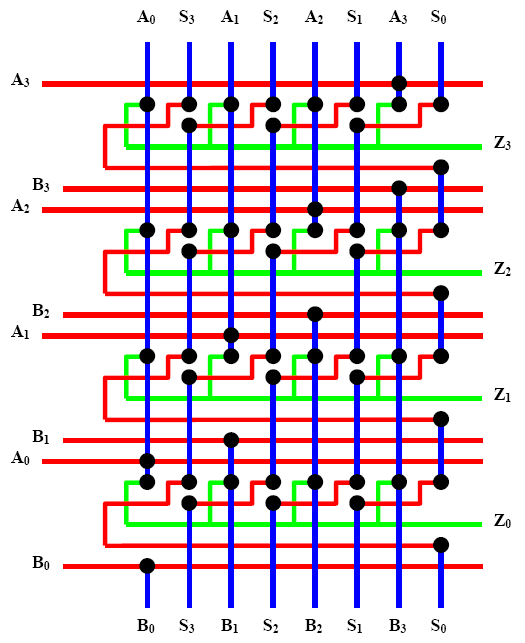 A₀ S₃ A₁ S₂ A₂ S₁ A₃ S₀
A₃
Z₃
B₃
A₂
Z₂
B₂
A₁
Z₁
B₁
A₀
Z₀
B₀
B₀ S₃ B₁ S₂ B₂ S₁ B₃ S₀